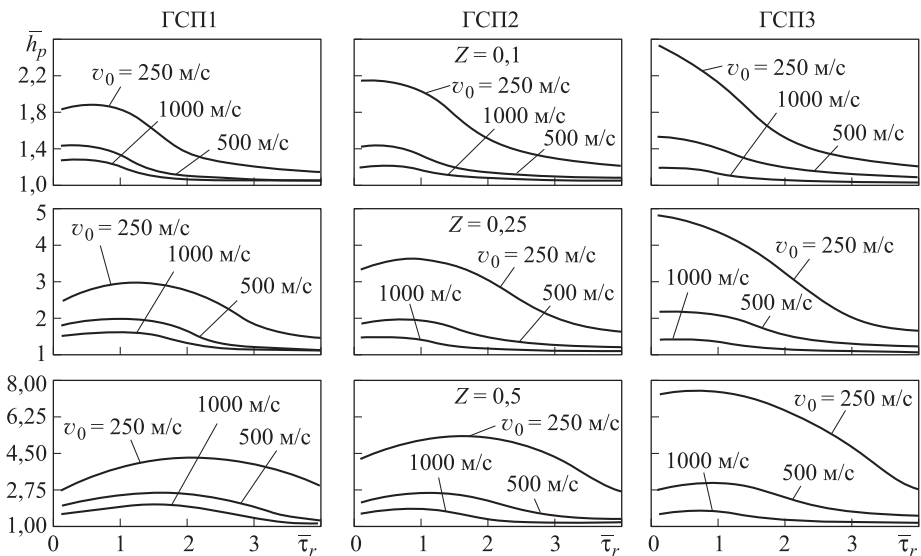 ГСП1 ГСП2 ГСП3
h̅ₚ
2,2
1,8
1,4
1,0
v₀ = 250 м/с
1000 м/с
500 м/с
Z = 0,1
v₀ = 250 м/с
1000 м/с
500 м/с
v₀ = 250 м/с
1000 м/с
500 м/с
5
4
3
2
1
v₀ = 250 м/с
1000 м/с
500 м/с
Z = 0,25
v₀ = 250 м/с
1000 м/с
500 м/с
v₀ = 250 м/с
1000 м/с
500 м/с
8,00
6,25
4,50
2,75
1,00
1000 м/с
v₀ = 250 м/с
500 м/с
Z = 0,5
v₀ = 250 м/с
1000 м/с
500 м/с
v₀ = 250 м/с
1000 м/с
500 м/с
0 1 2 3 τ̅ᵣ 0 1 2 3 τ̅ᵣ 0 1 2 3 τ̅ᵣ